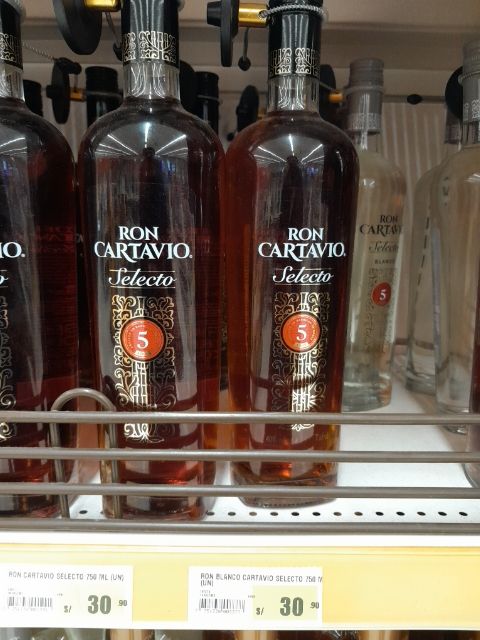 IO.
RON
CARTAVIO.
Selecto
5
RON
CARTAVIO.
Selecto
5
RON
CARTAVIO
Selecto
BLANCO
5
RON CARTAVIO SELECTO 750 ML (UN)
S/ 30 .90
RON BLANCO CARTAVIO SELECTO 750 M
(UN)
S/ 30 .90